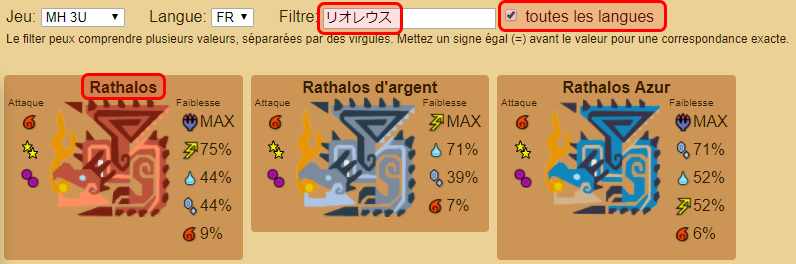 Jeu: MH 3U Langue: FR Filtre: リオレウス toutes les langues
Le filter peux comprendre plusieurs valeurs, sépararées par des virgules. Mettez un signe égal (=) avant le valeur pour une correspondance exacte.
Rathalos
Attaque Faiblesse
MAX
75%
44%
44%
9%
Rathalos d'argent
Attaque Faiblesse
MAX
71%
39%
7%
Rathalos Azur
Attaque Faiblesse
MAX
71%
52%
52%
6%